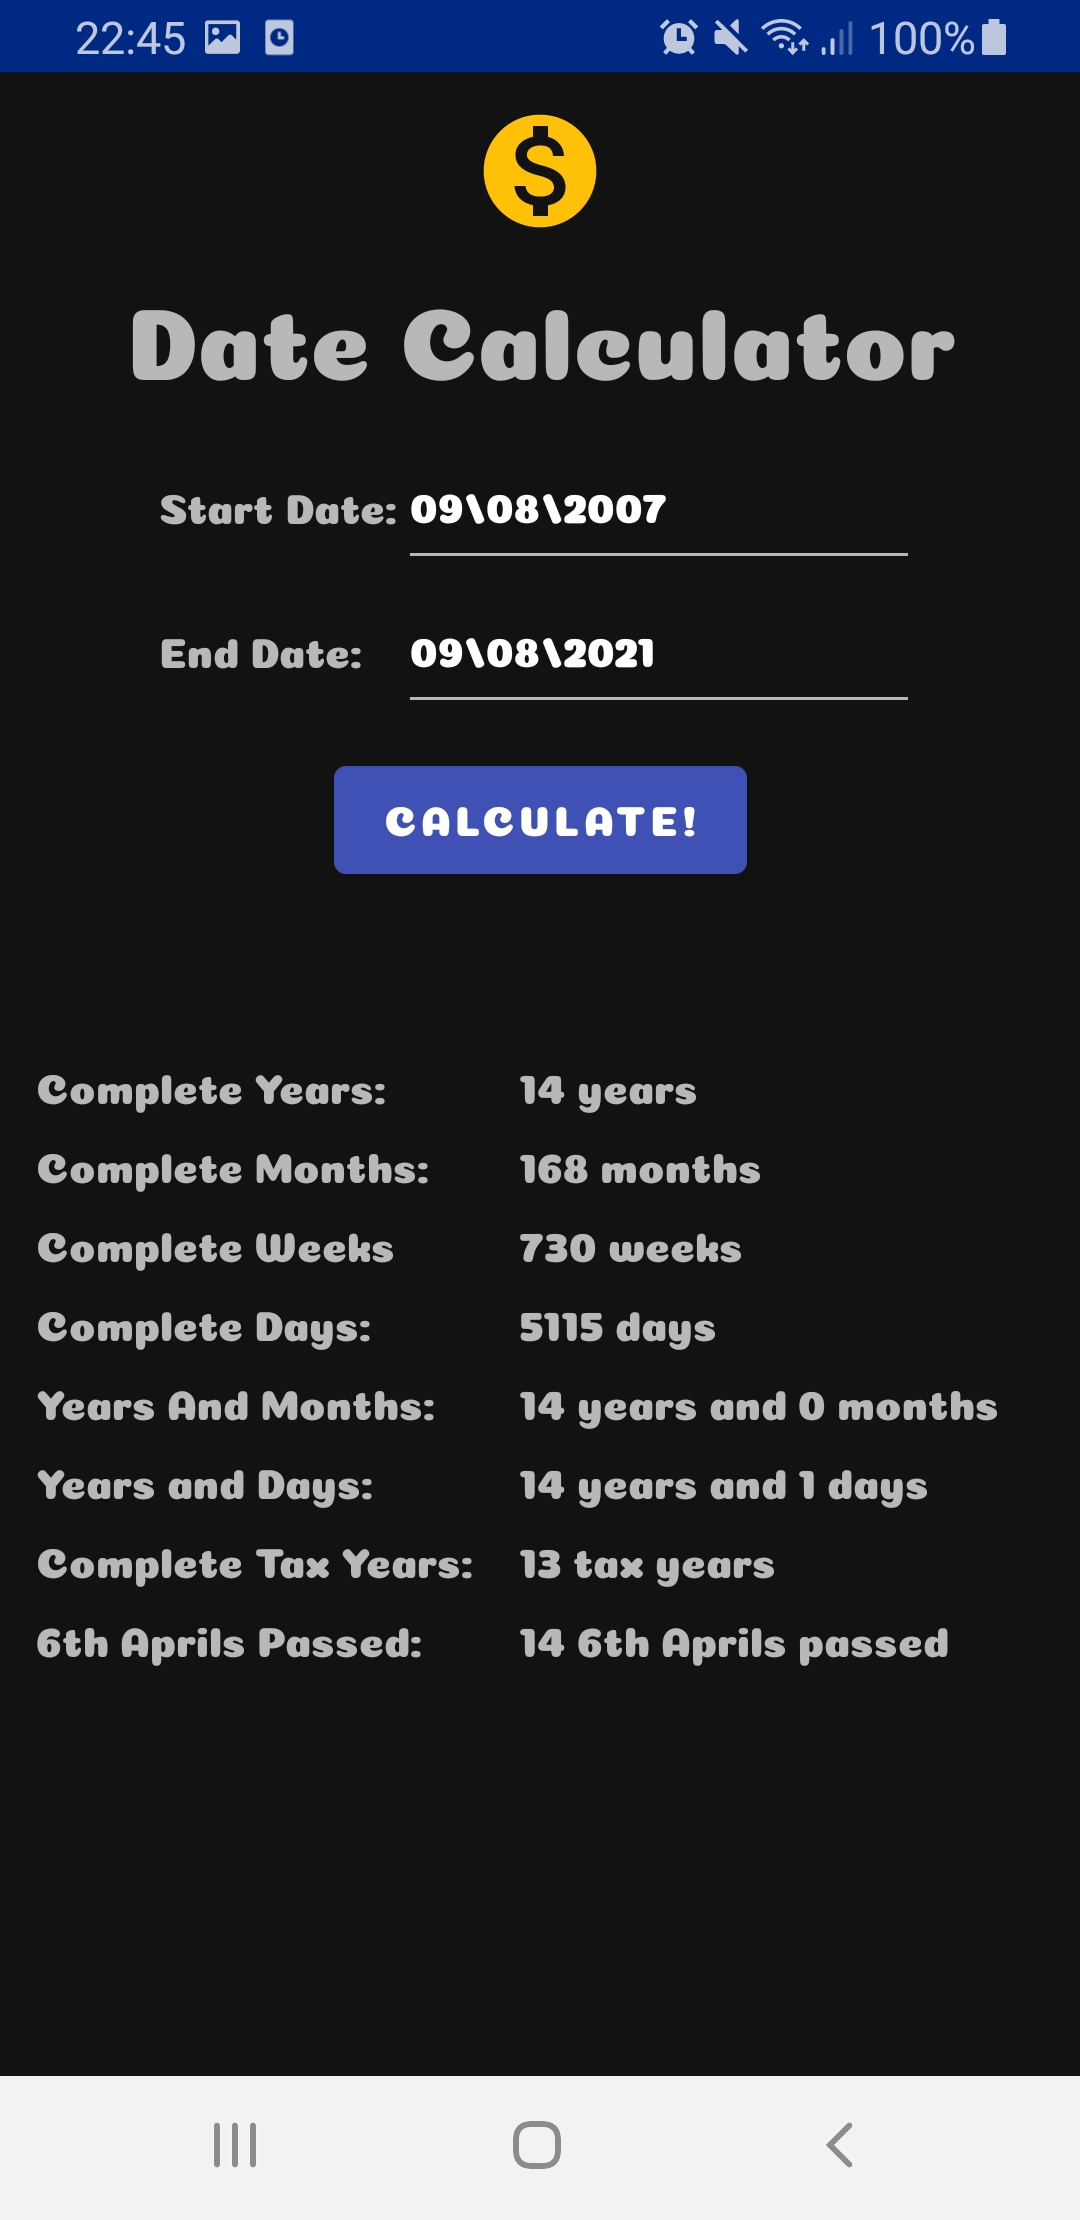 22:45 100%
$
Date Calculator
Start Date: 09\08\2007
End Date: 09\08\2021
CALCULATE!
Complete Years: 14 years
Complete Months: 168 months
Complete Weeks 730 weeks
Complete Days: 5115 days
Years And Months: 14 years and 0 months
Years and Days: 14 years and 1 days
Complete Tax Years: 13 tax years
6th Aprils Passed: 14 6th Aprils passed